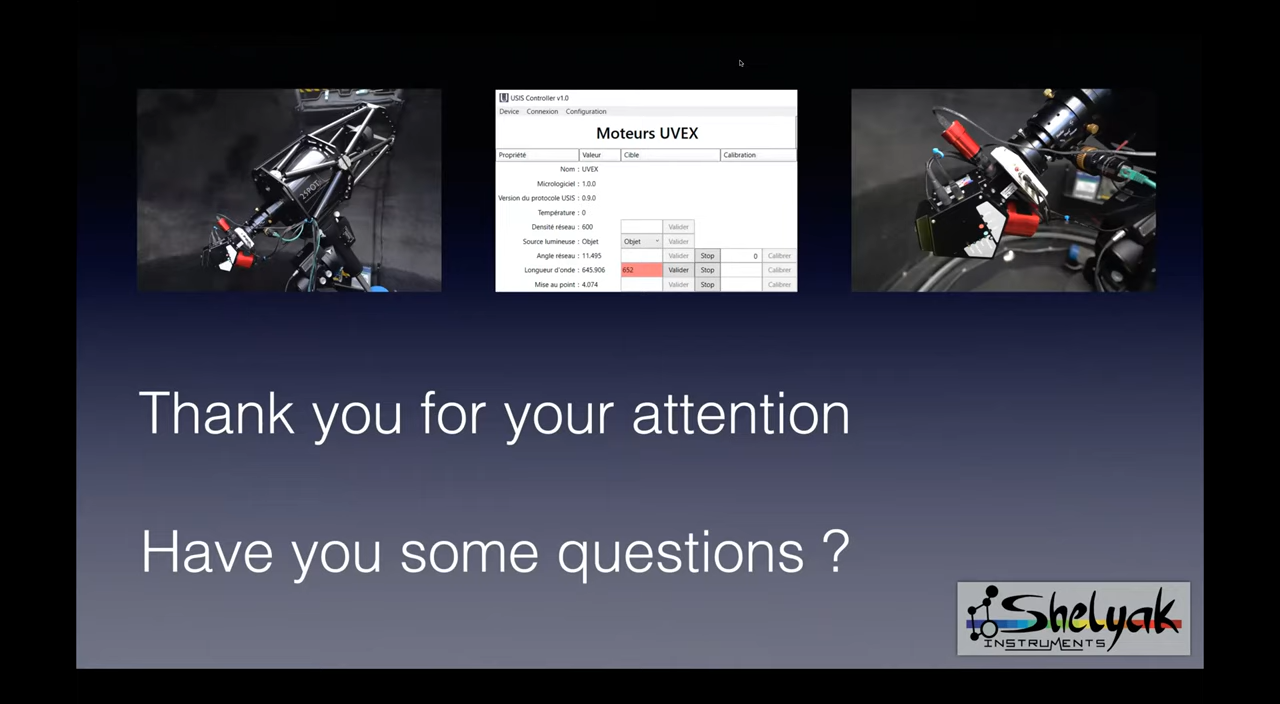 USIS Controller v1.0
Device Connexion Configuration
Moteurs UVEX
Propriété Valeur Cible Calibration
Nom : UVEX
Micrologiciel : 1.0.0
Version du protocole USIS : 0.9.0
Température : 0
Densité réseau : 600 Valider
Source lumineuse : Objet Objet Valider
Angle réseau : 11.495 Valider Stop 0 Calibrer
Longueur d'onde : 645.906 652 Valider Stop Calibrer
Mise au point : 4.074 Valider Stop Calibrer
Thank you for your attention
Have you some questions ?
Shelyak
INSTRUMENTS